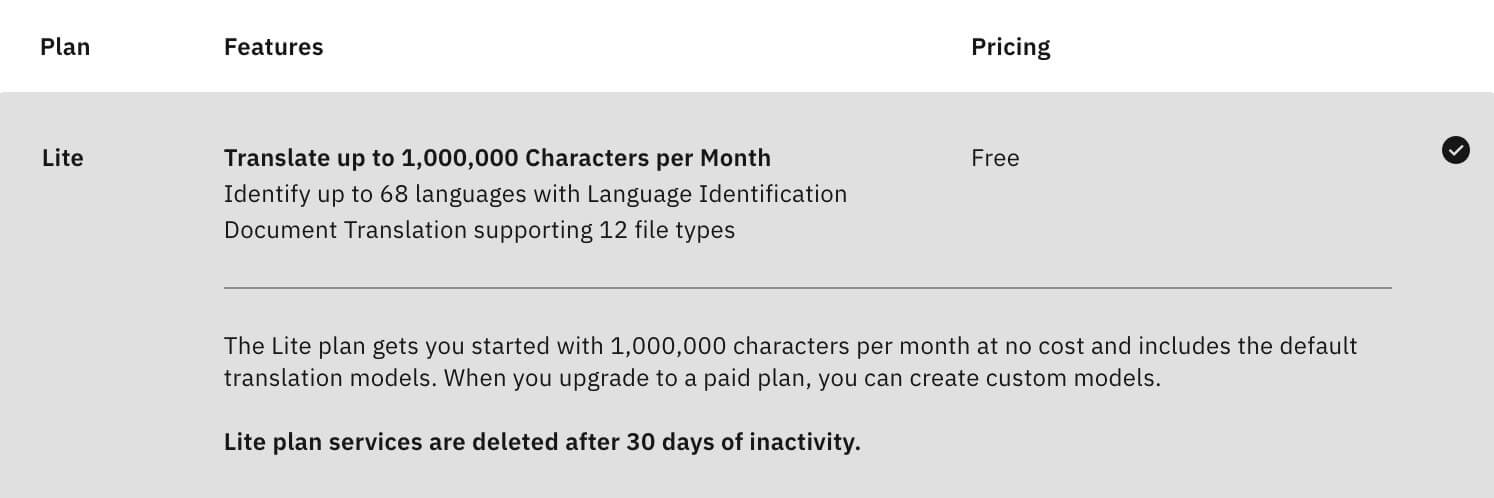 Plan Features Pricing
Lite Translate up to 1,000,000 Characters per Month Free
Identify up to 68 languages with Language Identification
Document Translation supporting 12 file types
The Lite plan gets you started with 1,000,000 characters per month at no cost and includes the default
translation models. When you upgrade to a paid plan, you can create custom models.
Lite plan services are deleted after 30 days of inactivity.